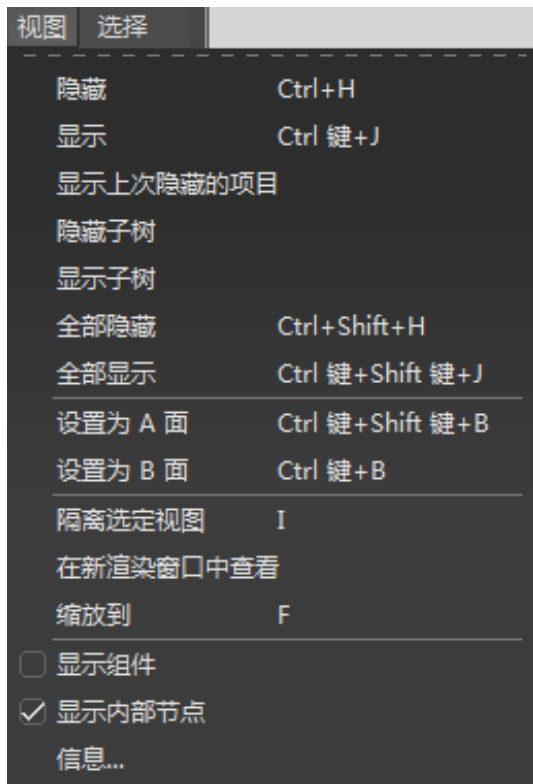 视图 选择
隐藏 Ctrl+H
显示 Ctrl 键+J
显示上次隐藏的项目
隐藏子树
显示子树
全部隐藏 Ctrl+Shift+H
全部显示 Ctrl 键+Shift 键+J
设置为 A 面 Ctrl 键+Shift 键+B
设置为 B 面 Ctrl 键+B
隔离选定视图 I
在新渲染窗口中查看
缩放到 F
显示组件
显示内部节点
信息...